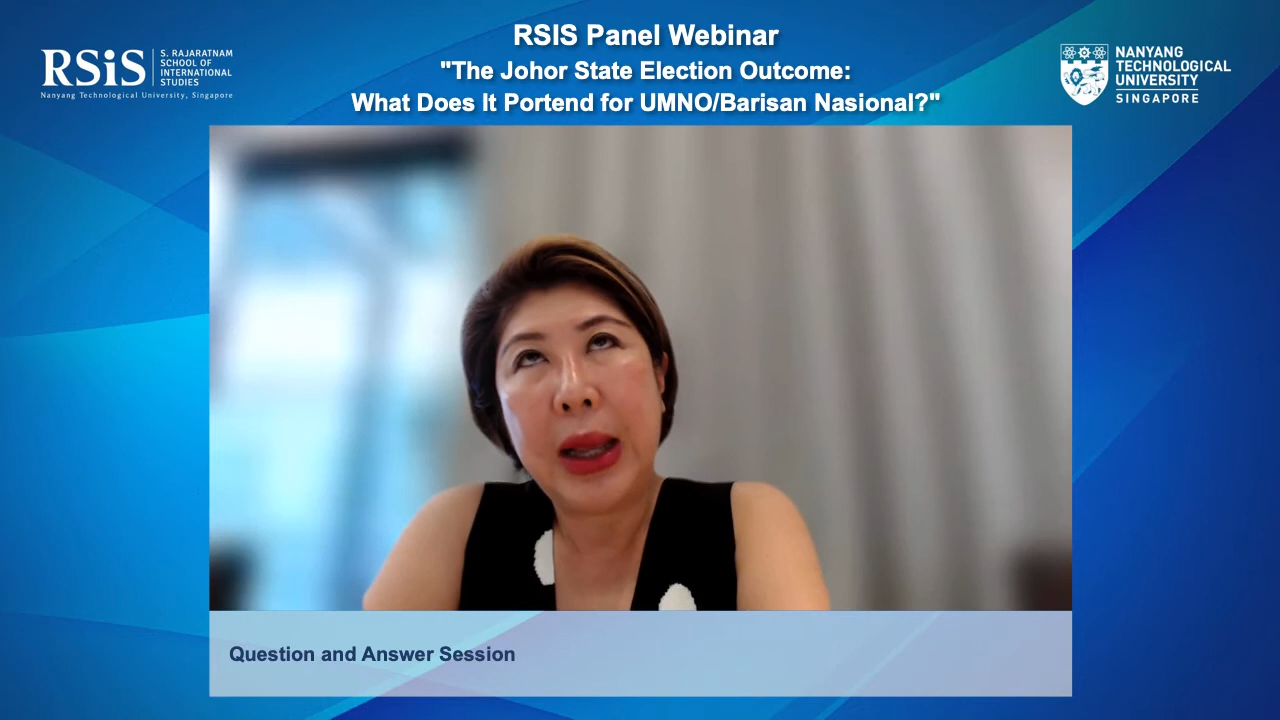 RSIS Panel Webinar
"The Johor State Election Outcome:
What Does It Portend for UMNO/Barisan Nasional?"
RSiS
S. RAJARATNAM
SCHOOL OF
INTERNATIONAL
STUDIES
Nanyang Technological University, Singapore
NANYANG
TECHNOLOGICAL
UNIVERSITY
SINGAPORE
Question and Answer Session